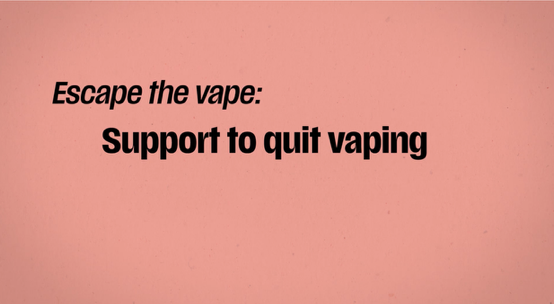 Escape the vape:
Support to quit vaping